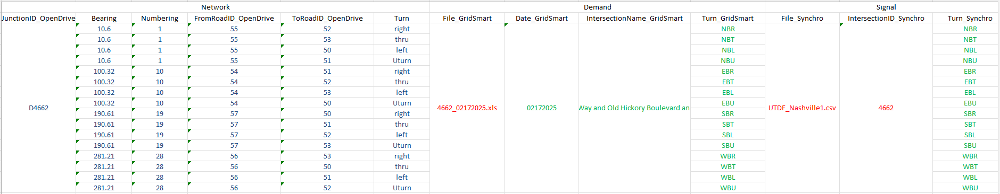 Network Demand Signal
JunctionID_OpenDrive Bearing Numbering FromRoadID_OpenDrive ToRoadID_OpenDrive Turn File_GridSmart Date_GridSmart IntersectionName_GridSmart Turn_GridSmart File_Synchro IntersectionID_Synchro Turn_Synchro
10.6 1 55 52 right NBR NBR
10.6 1 55 53 thru NBT NBT
10.6 1 55 50 left NBL NBL
10.6 1 55 51 Uturn NBU NBU
100.32 10 54 51 right EBR EBR
100.32 10 54 52 thru EBT EBT
100.32 10 54 53 left EBL EBL
100.32 10 54 50 Uturn EBU EBU
D4662 4662_02172025.xls 02172025 Way and Old Hickory Boulevard an UTDF_Nashville1.csv 4662
190.61 19 57 50 right SBR SBR
190.61 19 57 51 thru SBT SBT
190.61 19 57 52 left SBL SBL
190.61 19 57 53 Uturn SBU SBU
281.21 28 56 53 right WBR WBR
281.21 28 56 50 thru WBT WBT
281.21 28 56 51 left WBL WBL
281.21 28 56 52 Uturn WBU WBU